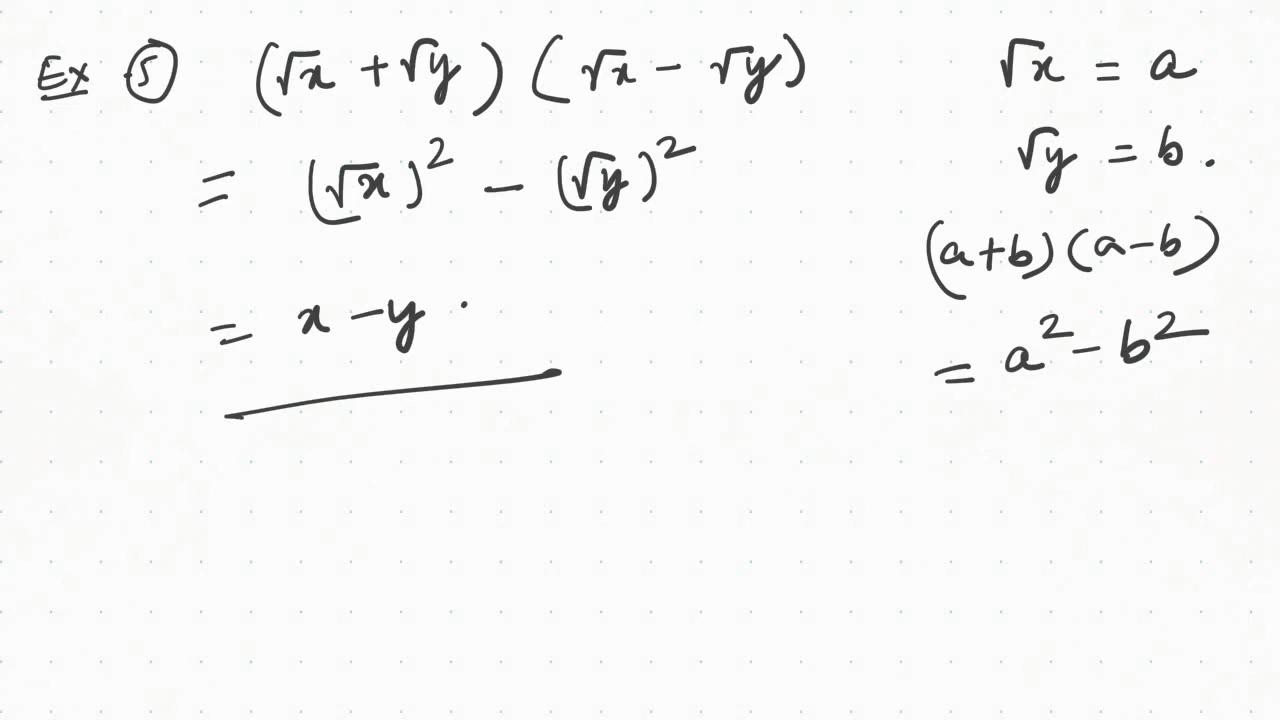 Ex ⑤ (√x + √y) (√x − √y)
= (√x)² − (√y)²
= x − y .
√x = a
√y = b .
(a+b) (a−b)
= a² − b²